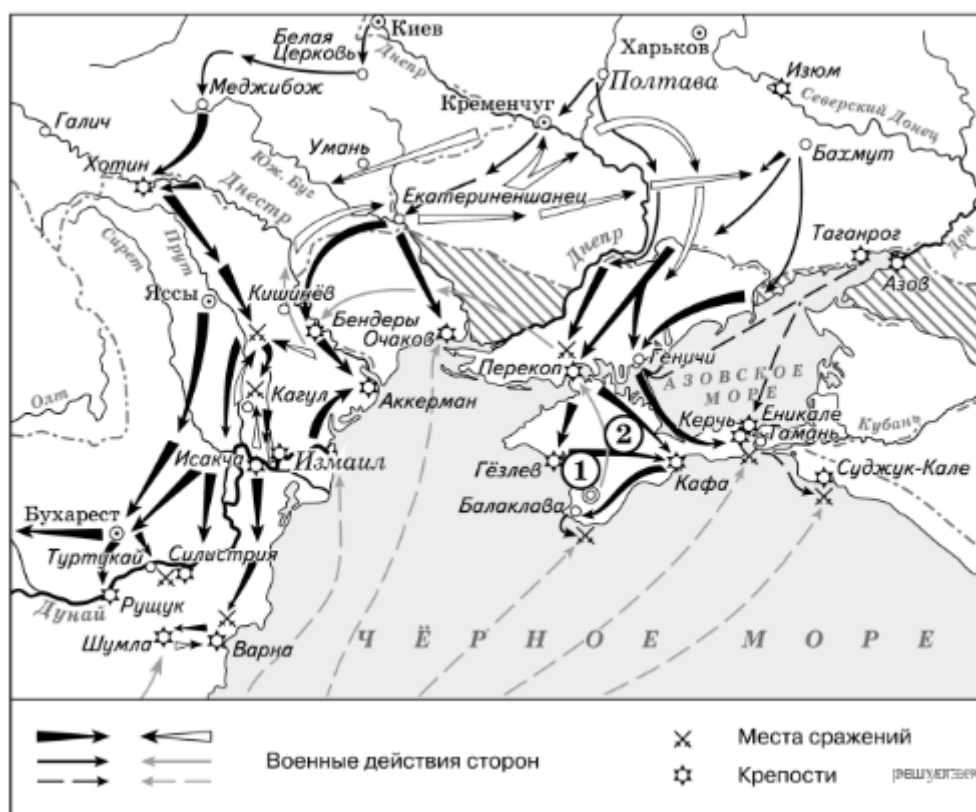 Киев
Белая
Церковь
Днепр
Харьков
Изюм
Полтава
Меджибож
Кременчуг
Северский Донец
Галич
Умань
Бахмут
Хотин
Юж. Буг
Днестр
Екатериненшанец
Таганрог
Дон
Сирет
Прут
Днепр
Азов
Яссы
Кишинёв
Бендеры
Очаков
Перекоп
Геничи
АЗОВСКОЕ
МОРЕ
Олт
Кагул
Аккерман
Керчь
Еникале
Тамань
Кубань
2
Исакча
Измаил
Гёзлев
1
Кафа
Суджук-Кале
Балаклава
Бухарест
Туртукай
Силистрия
Дунай
Рущук
Шумла
Варна
ЧЁРНОЕ МОРЕ
Военные действия сторон
Места сражений
Крепости